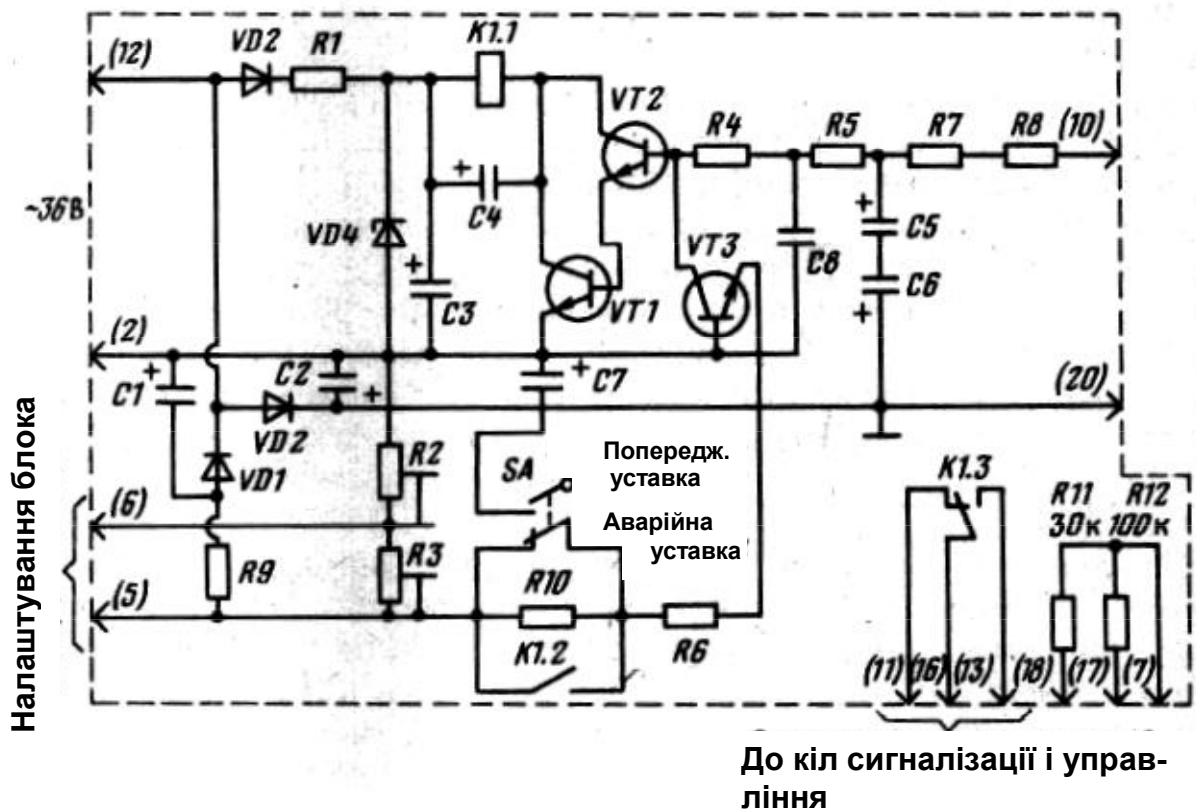 (12)
VD2
R1
K1.1
VT2
R4
R5
R7
R8
(10)
~36В
VD4
+
C4
+
C3
VT1
VT3
C8
+
C5
C6
+
(2)
C1
+
C2
+
+
C7
(20)
VD2
VD1
R2
SA
Попередж.
уставка
Аварійна
уставка
K1.3
R11
30к
R12
100к
(6)
R9
R3
R10
(5)
K1.2
R6
(11)
(16)
(13)
(18)
(17)
(7)
Налаштування блока
До кіл сигналізації і управ-
ління